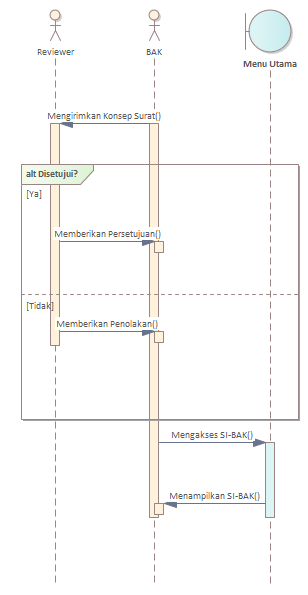 Reviewer
BAK
Menu Utama
Mengirimkan Konsep Surat()
alt Disetujui?
[Ya]
Memberikan Persetujuan()
[Tidak]
Memberikan Penolakan()
Mengakses SI-BAK()
Menampilkan SI-BAK()